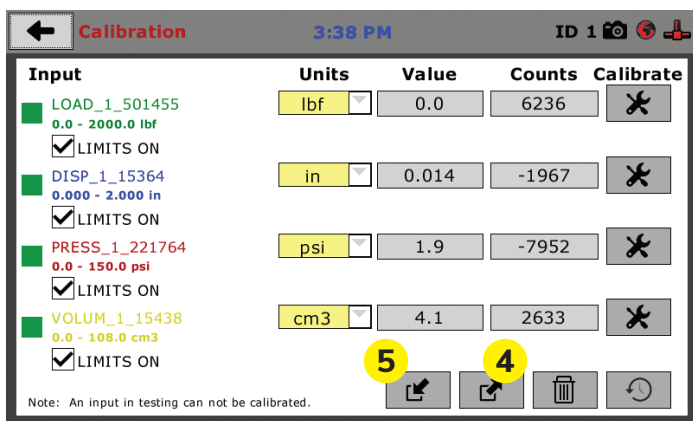 Calibration 3:38 PM ID 1
Input Units Value Counts Calibrate
LOAD_1_501455 lbf 0.0 6236
0.0 - 2000.0 lbf
LIMITS ON
DISP_1_15364 in 0.014 -1967
0.000 - 2.000 in
LIMITS ON
PRESS_1_221764 psi 1.9 -7952
0.0 - 150.0 psi
LIMITS ON
VOLUM_1_15438 cm3 4.1 2633
0.0 - 108.0 cm3
LIMITS ON
5 4
Note: An input in testing can not be calibrated.